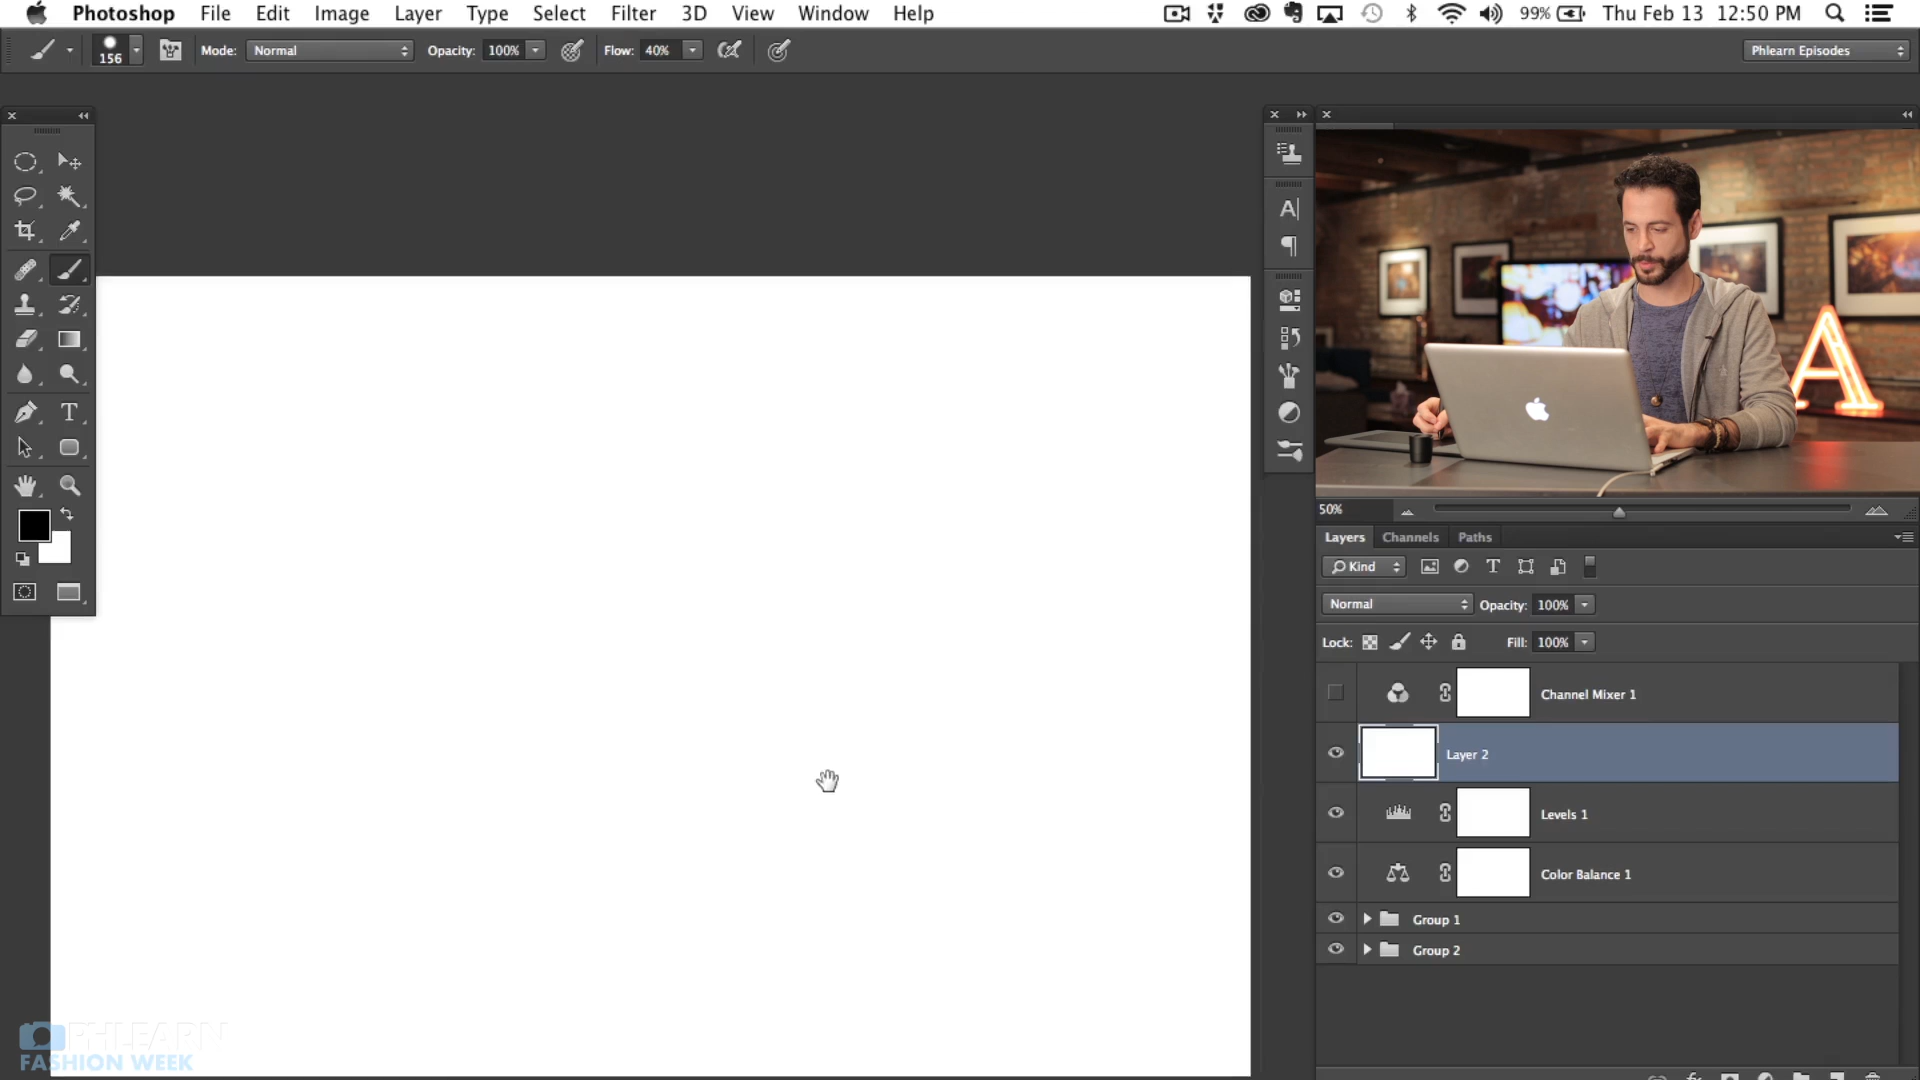 Photoshop File Edit Image Layer Type Select Filter 3D View Window Help 99% Thu Feb 13 12:50 PM
156 Mode: Normal Opacity: 100% Flow: 40% Phlearn Episodes
A
50%
Layers Channels Paths
Kind
Normal Opacity: 100%
Lock: Fill: 100%
Channel Mixer 1
Layer 2
Levels 1
Color Balance 1
Group 1
Group 2
PHLEARN
FASHION WEEK